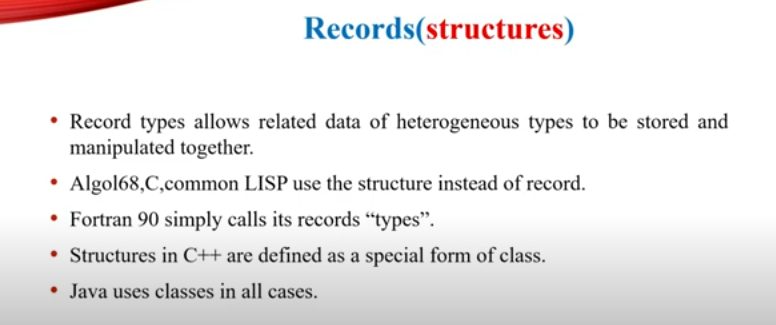 Records(structures)
• Record types allows related data of heterogeneous types to be stored and
manipulated together.
• Algol68,C,common LISP use the structure instead of record.
• Fortran 90 simply calls its records “types”.
• Structures in C++ are defined as a special form of class.
• Java uses classes in all cases.